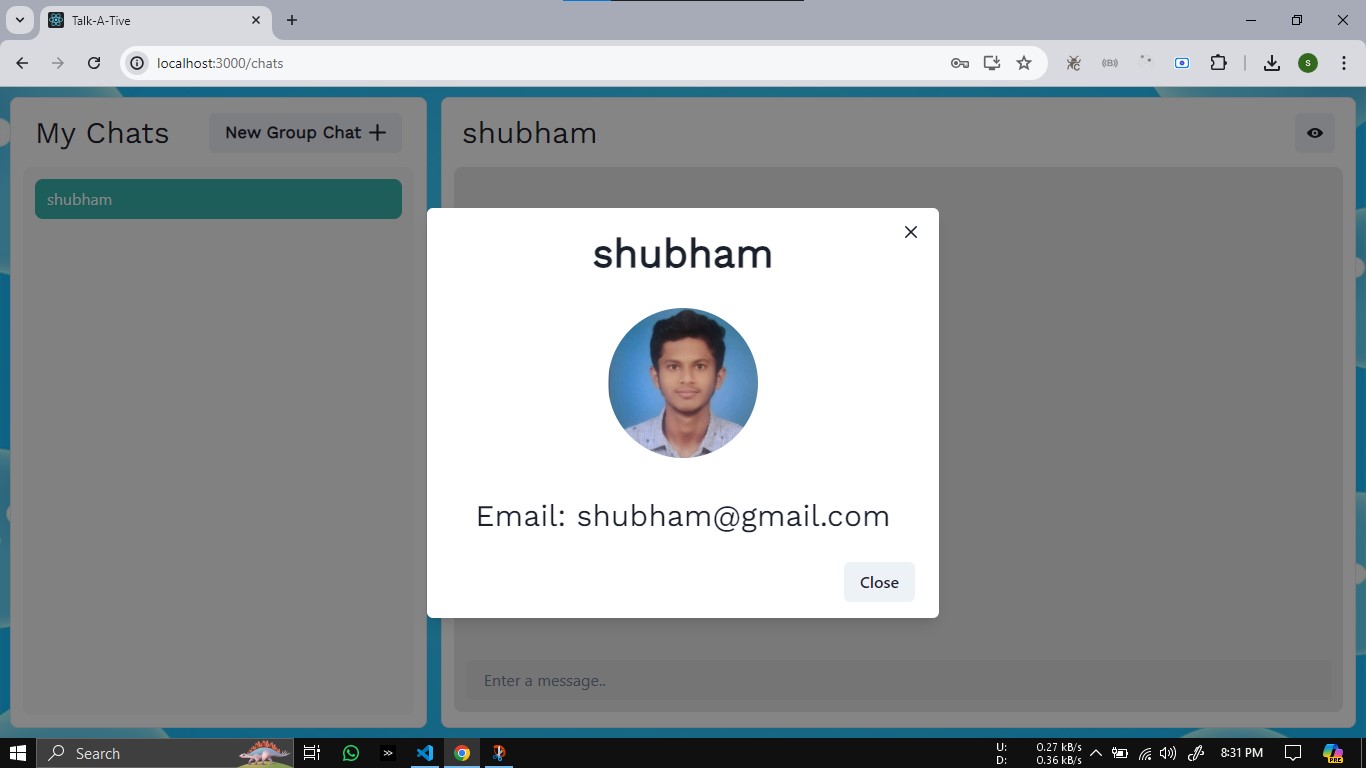 Talk-A-Tive
localhost:3000/chats
s
My Chats
New Group Chat
shubham
shubham
shubham
Email: shubham@gmail.com
Close
Enter a message..
Search
U: 0.27 kB/s
D: 0.36 kB/s
8:31 PM
PRE